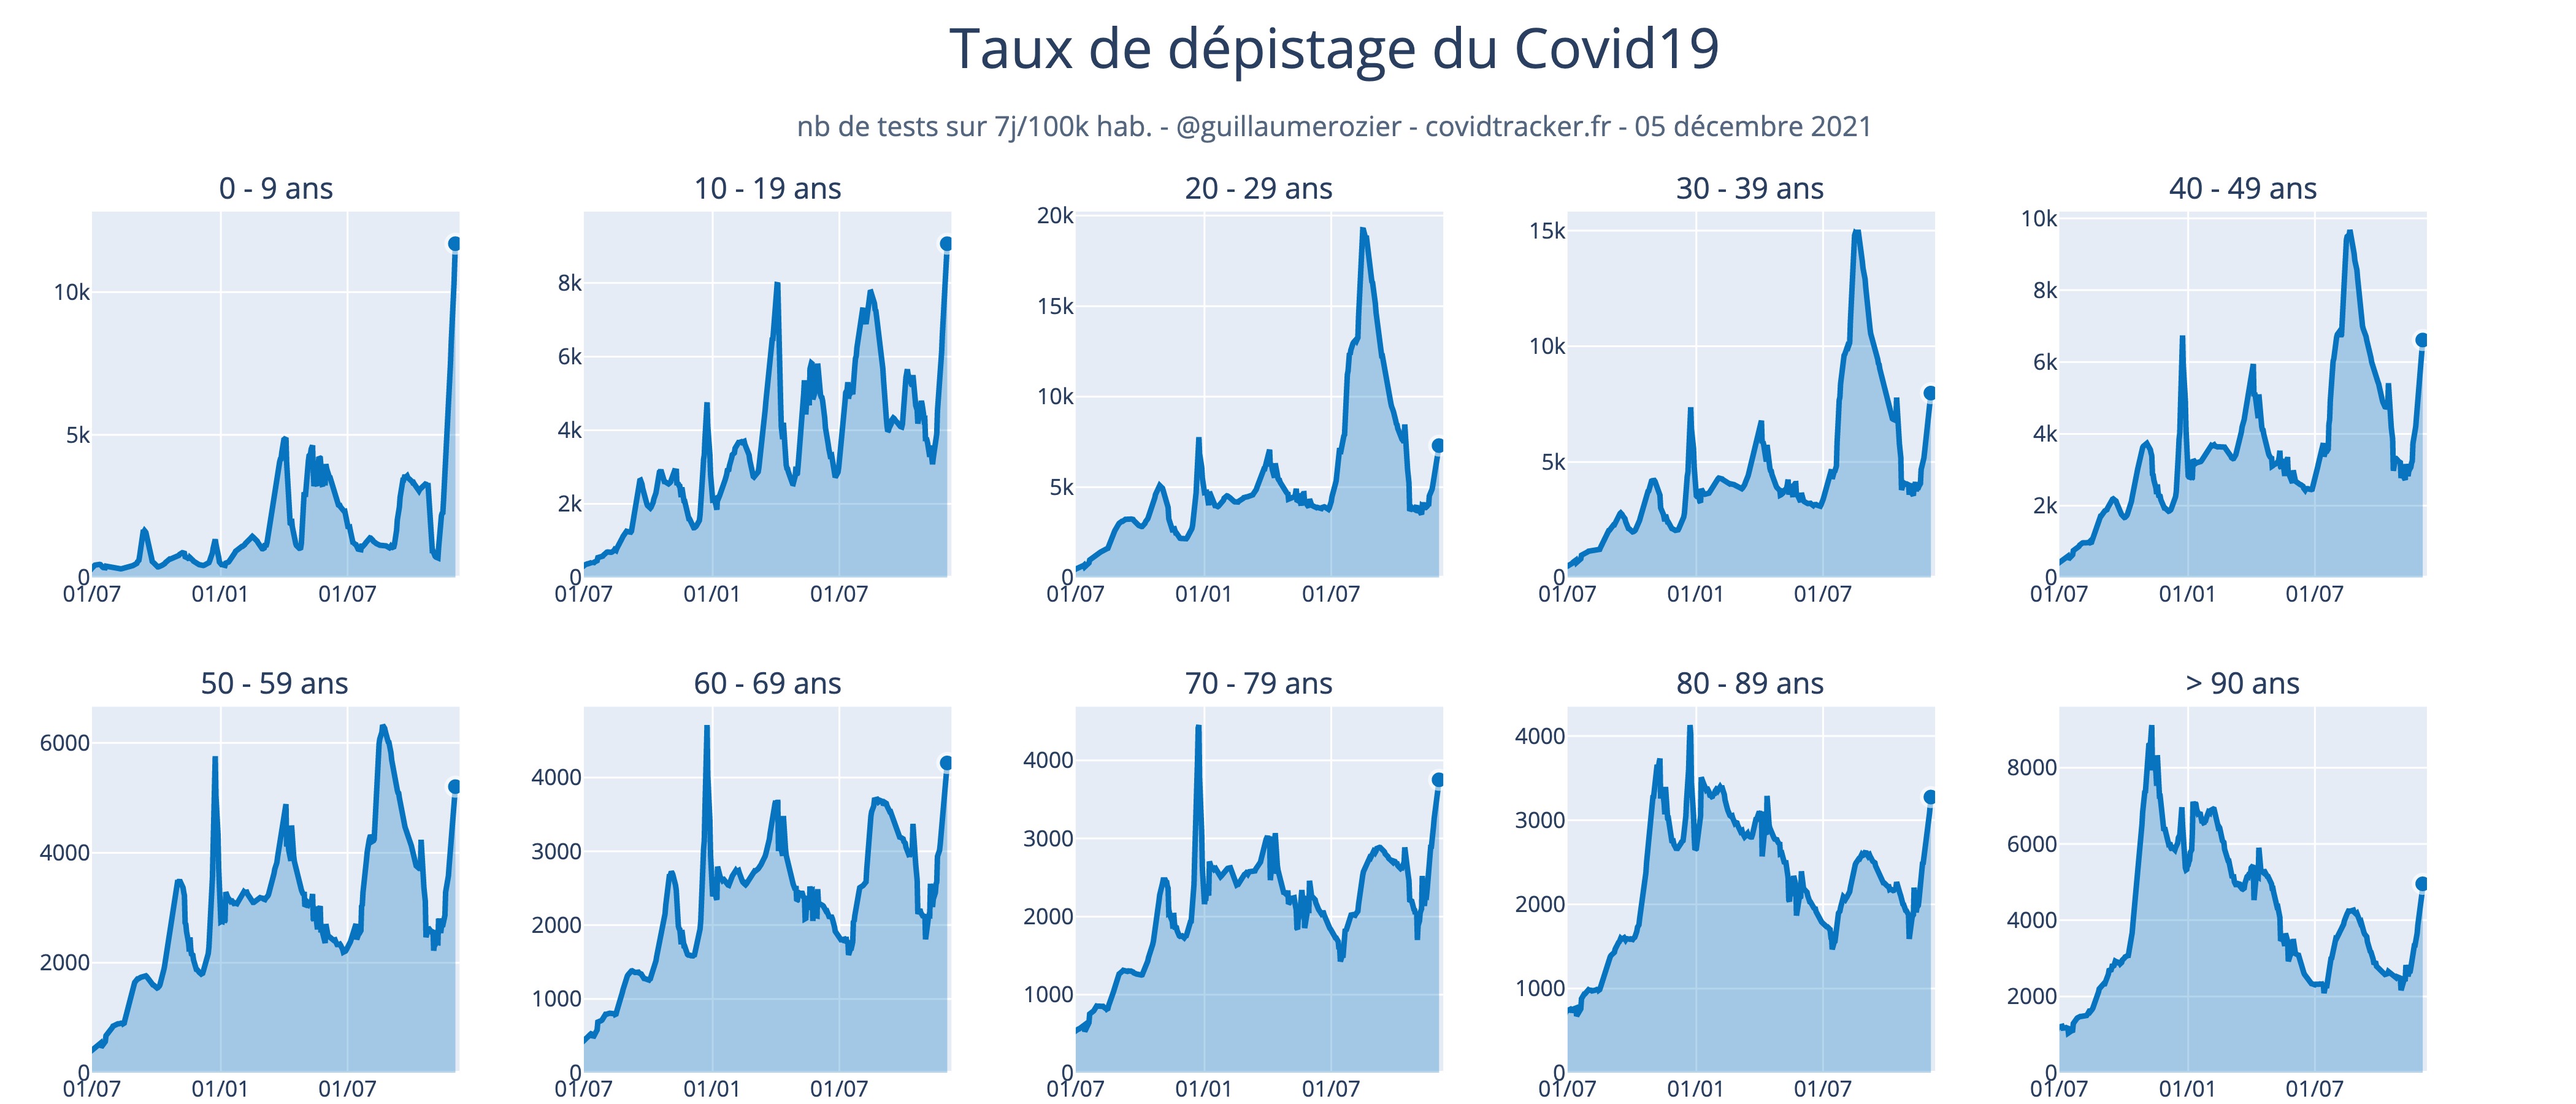 Taux de dépistage du Covid19
nb de tests sur 7j/100k hab. - @guillaumerozier - covidtracker.fr - 05 décembre 2021
0 - 9 ans
10k
5k
0
01/07 01/01 01/07
10 - 19 ans
8k
6k
4k
2k
0
01/07 01/01 01/07
20 - 29 ans
20k
15k
10k
5k
0
01/07 01/01 01/07
30 - 39 ans
15k
10k
5k
0
01/07 01/01 01/07
40 - 49 ans
10k
8k
6k
4k
2k
0
01/07 01/01 01/07
50 - 59 ans
6000
4000
2000
0
01/07 01/01 01/07
60 - 69 ans
4000
3000
2000
1000
0
01/07 01/01 01/07
70 - 79 ans
4000
3000
2000
1000
0
01/07 01/01 01/07
80 - 89 ans
4000
3000
2000
1000
0
01/07 01/01 01/07
> 90 ans
8000
6000
4000
2000
0
01/07 01/01 01/07